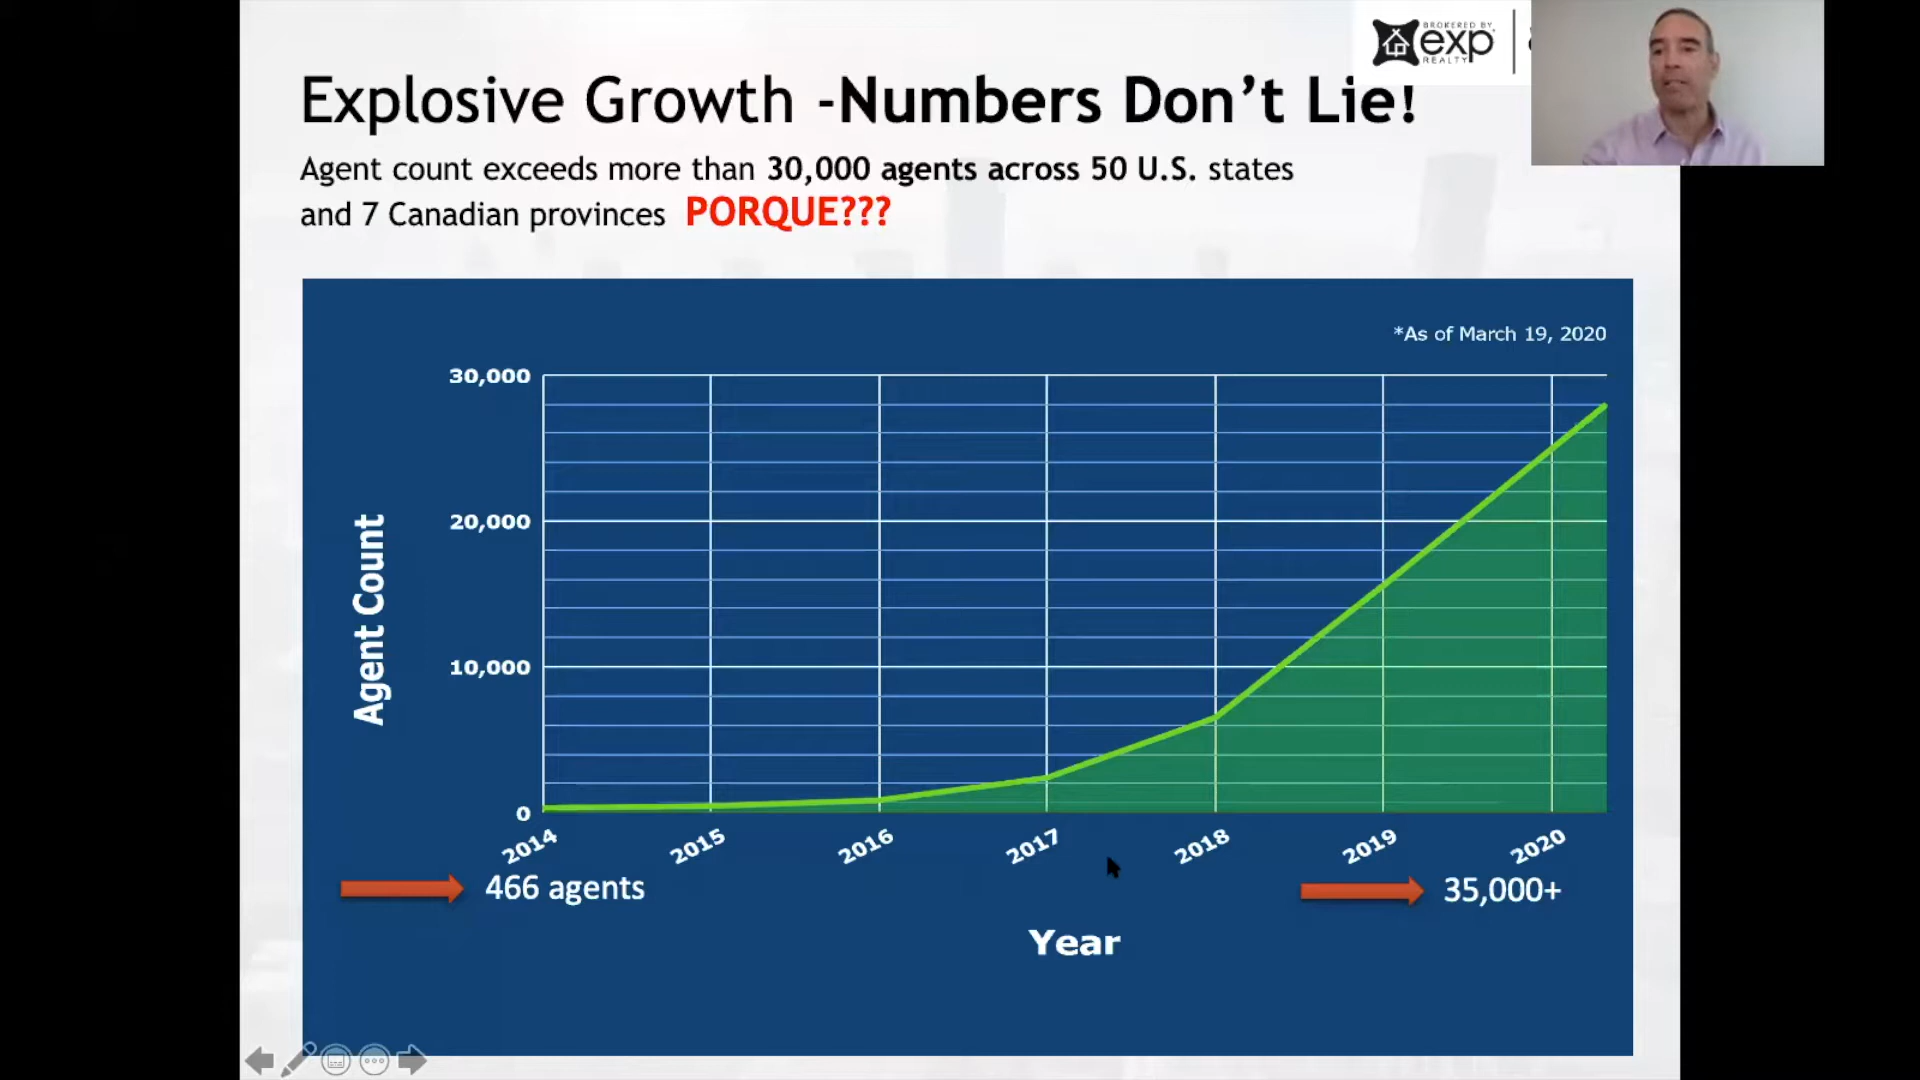 BROKERED BY
exp
REALTY
Explosive Growth -Numbers Don’t Lie!
Agent count exceeds more than 30,000 agents across 50 U.S. states
and 7 Canadian provinces PORQUE???
*As of March 19, 2020
30,000
20,000
10,000
0
Agent Count
2014
2015
2016
2017
2018
2019
2020
466 agents
35,000+
Year